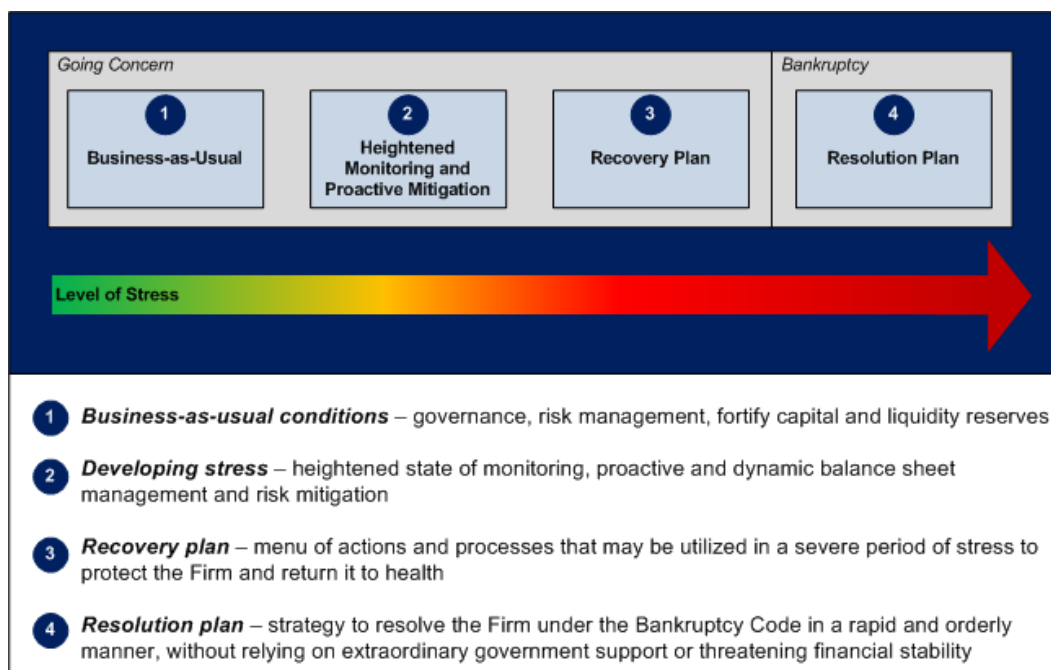 Going Concern
Bankruptcy
1
2
3
4
Business-as-Usual
Heightened
Monitoring and
Proactive Mitigation
Recovery Plan
Resolution Plan
Level of Stress
1 Business-as-usual conditions – governance, risk management, fortify capital and liquidity reserves
2 Developing stress – heightened state of monitoring, proactive and dynamic balance sheet
management and risk mitigation
3 Recovery plan – menu of actions and processes that may be utilized in a severe period of stress to
protect the Firm and return it to health
4 Resolution plan – strategy to resolve the Firm under the Bankruptcy Code in a rapid and orderly
manner, without relying on extraordinary government support or threatening financial stability